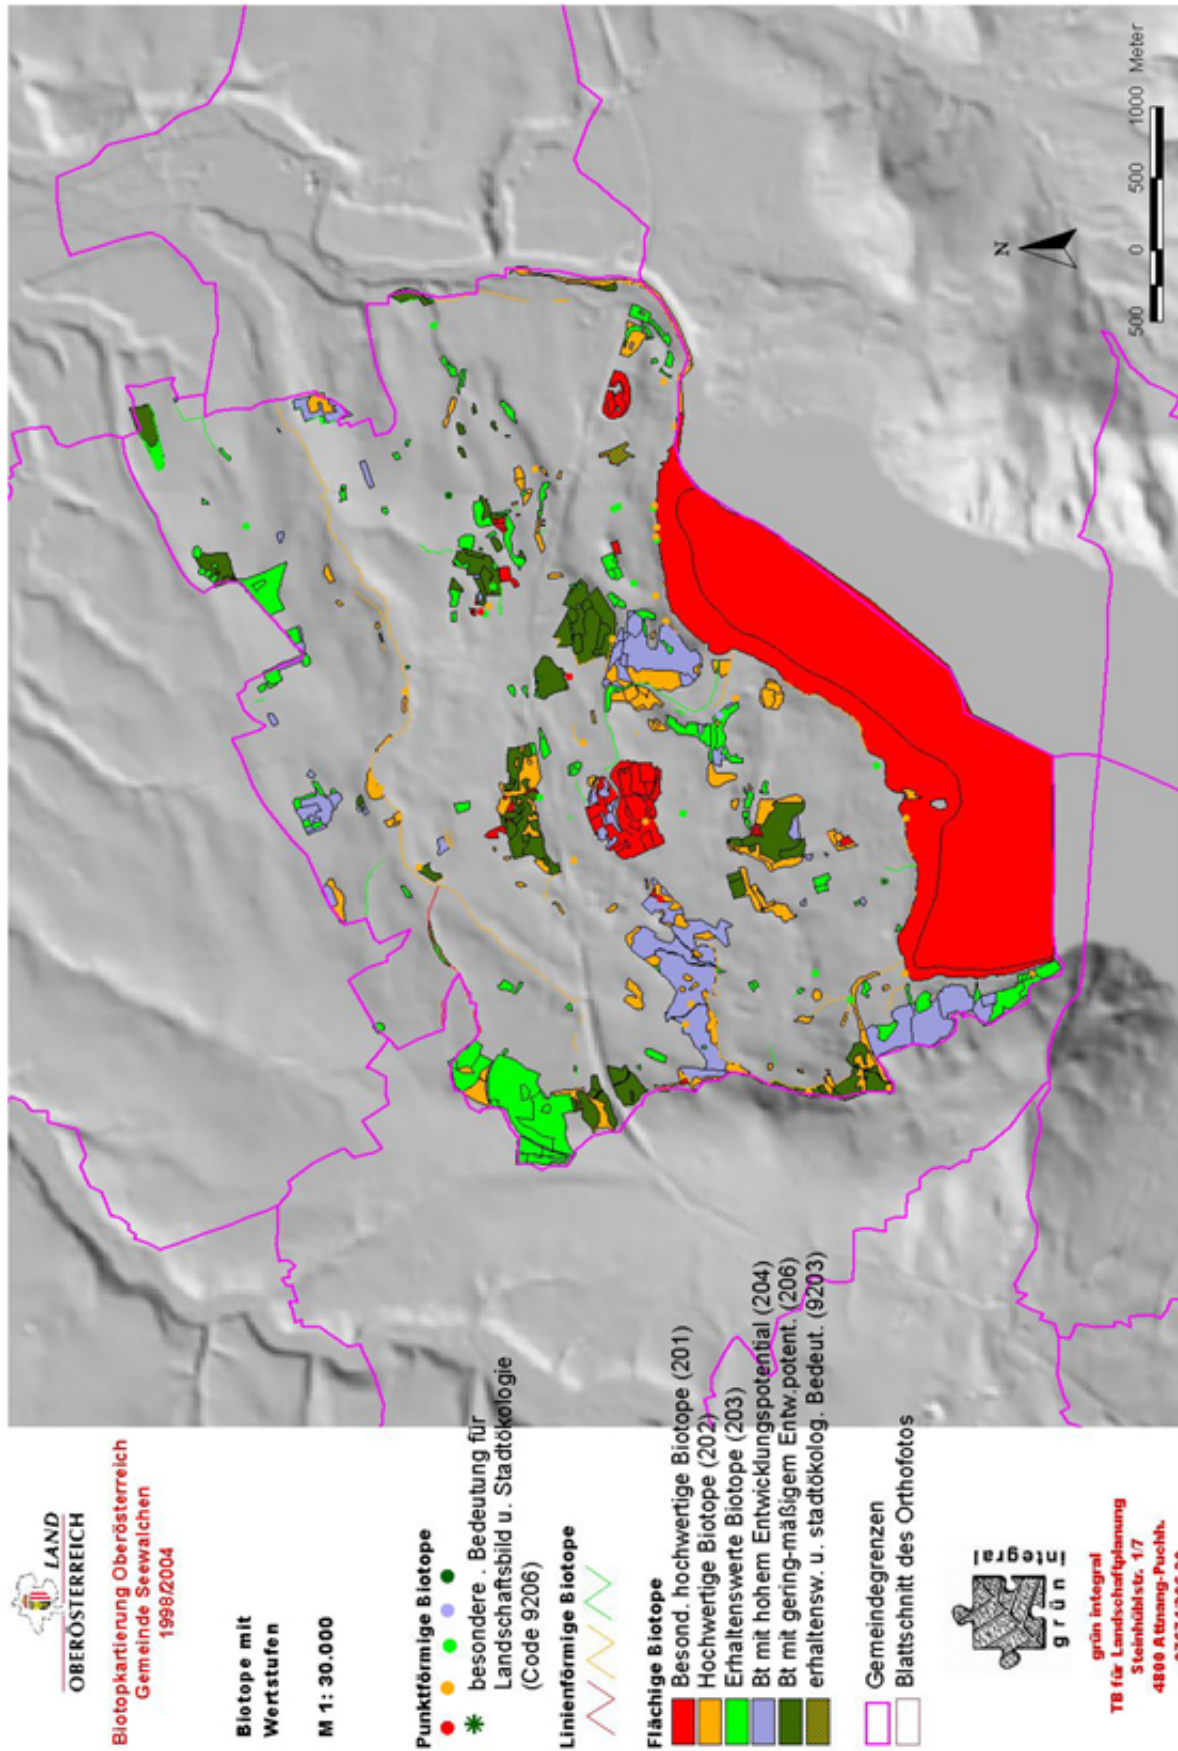 LAND
OBERÖSTERREICH
Biotopkartierung Oberösterreich
Gemeinde Seewalchen
1998/2004
Biotope mit
Wertstufen
M 1: 30.000
Punktförmige Biotope
besondere . Bedeutung für
Landschaftsbild u. Stadtökologie
(Code 9206)
Linienförmige Biotope
Flächige Biotope
Besond. hochwertige Biotope (201)
Hochwertige Biotope (202)
Erhaltenswerte Biotope (203)
Bt mit hohem Entwicklungspotential (204)
Bt mit gering-mäßigem Entw.potent. (206)
erhaltensw. u. stadtökolog. Bedeut. (9203)
Gemeindegrenzen
Blattschnitt des Orthofotos
grün
integral
grün integral
TB für Landschaftsplanung
Steinhüblstr. 1/7
4800 Attnang-Puchh.
N
500 0 500 1000 Meter